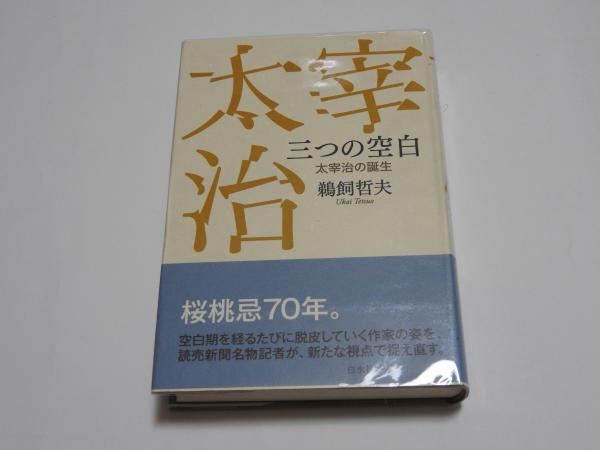 太宰
治
三つの空白
太宰治の誕生
鵜飼哲夫
Ukai Tetsuo
桜桃忌70年。
空白期を経るたびに脱皮していく作家の姿を、
読売新聞名物記者が、新たな視点で捉え直す。
白水